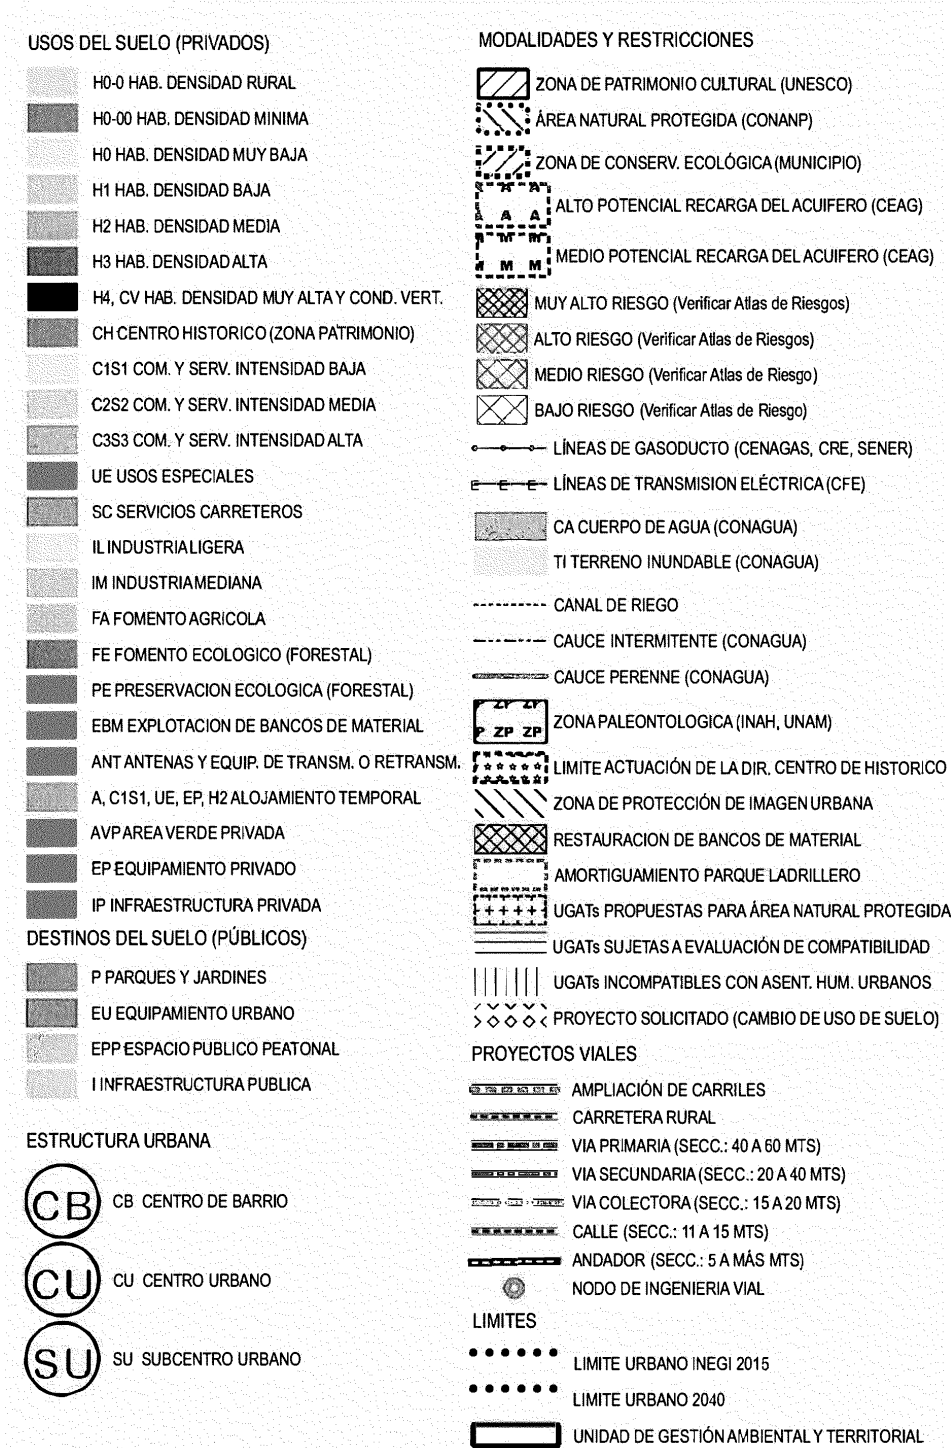 USOS DEL SUELO (PRIVADOS)
H0-0 HAB. DENSIDAD RURAL
H0-00 HAB. DENSIDAD MINIMA
H0 HAB. DENSIDAD MUY BAJA
H1 HAB. DENSIDAD BAJA
H2 HAB. DENSIDAD MEDIA
H3 HAB. DENSIDAD ALTA
H4, CV HAB. DENSIDAD MUY ALTA Y COND. VERT.
CH CENTRO HISTORICO (ZONA PATRIMONIO)
C1S1 COM. Y SERV. INTENSIDAD BAJA
C2S2 COM. Y SERV. INTENSIDAD MEDIA
C3S3 COM. Y SERV. INTENSIDAD ALTA
UE USOS ESPECIALES
SC SERVICIOS CARRETEROS
IL INDUSTRIA LIGERA
IM INDUSTRIA MEDIANA
FA FOMENTO AGRICOLA
FE FOMENTO ECOLOGICO (FORESTAL)
PE PRESERVACION ECOLOGICA (FORESTAL)
EBM EXPLOTACION DE BANCOS DE MATERIAL
ANT ANTENAS Y EQUIP. DE TRANSM. O RETRANSM.
A, C1S1, UE, EP, H2 ALOJAMIENTO TEMPORAL
AVP AREA VERDE PRIVADA
EP EQUIPAMIENTO PRIVADO
IP INFRAESTRUCTURA PRIVADA
DESTINOS DEL SUELO (PÚBLICOS)
P PARQUES Y JARDINES
EU EQUIPAMIENTO URBANO
EPP ESPACIO PUBLICO PEATONAL
I INFRAESTRUCTURA PUBLICA
ESTRUCTURA URBANA
CB CB CENTRO DE BARRIO
CU CU CENTRO URBANO
SU SU SUBCENTRO URBANO
MODALIDADES Y RESTRICCIONES
ZONA DE PATRIMONIO CULTURAL (UNESCO)
ÁREA NATURAL PROTEGIDA (CONANP)
ZONA DE CONSERV. ECOLÓGICA (MUNICIPIO)
A A A A ALTO POTENCIAL RECARGA DEL ACUIFERO (CEAG)
M M M M M MEDIO POTENCIAL RECARGA DEL ACUIFERO (CEAG)
MUY ALTO RIESGO (Verificar Atlas de Riesgos)
ALTO RIESGO (Verificar Atlas de Riesgos)
MEDIO RIESGO (Verificar Atlas de Riesgo)
BAJO RIESGO (Verificar Atlas de Riesgo)
LÍNEAS DE GASODUCTO (CENAGAS, CRE, SENER)
E E E LÍNEAS DE TRANSMISION ELÉCTRICA (CFE)
CA CUERPO DE AGUA (CONAGUA)
TI TERRENO INUNDABLE (CONAGUA)
CANAL DE RIEGO
CAUCE INTERMITENTE (CONAGUA)
CAUCE PERENNE (CONAGUA)
P ZP ZP ZONA PALEONTOLOGICA (INAH, UNAM)
LIMITE ACTUACIÓN DE LA DIR. CENTRO DE HISTORICO
ZONA DE PROTECCIÓN DE IMAGEN URBANA
RESTAURACION DE BANCOS DE MATERIAL
AMORTIGUAMIENTO PARQUE LADRILLERO
UGATs PROPUESTAS PARA ÁREA NATURAL PROTEGIDA
UGATs SUJETAS A EVALUACIÓN DE COMPATIBILIDAD
UGATs INCOMPATIBLES CON ASENT. HUM. URBANOS
PROYECTO SOLICITADO (CAMBIO DE USO DE SUELO)
PROYECTOS VIALES
AMPLIACIÓN DE CARRILES
CARRETERA RURAL
VIA PRIMARIA (SECC.: 40 A 60 MTS)
VIA SECUNDARIA (SECC.: 20 A 40 MTS)
VIA COLECTORA (SECC.: 15 A 20 MTS)
CALLE (SECC.: 11 A 15 MTS)
ANDADOR (SECC.: 5 A MÁS MTS)
NODO DE INGENIERIA VIAL
LIMITES
LIMITE URBANO INEGI 2015
LIMITE URBANO 2040
UNIDAD DE GESTIÓN AMBIENTAL Y TERRITORIAL